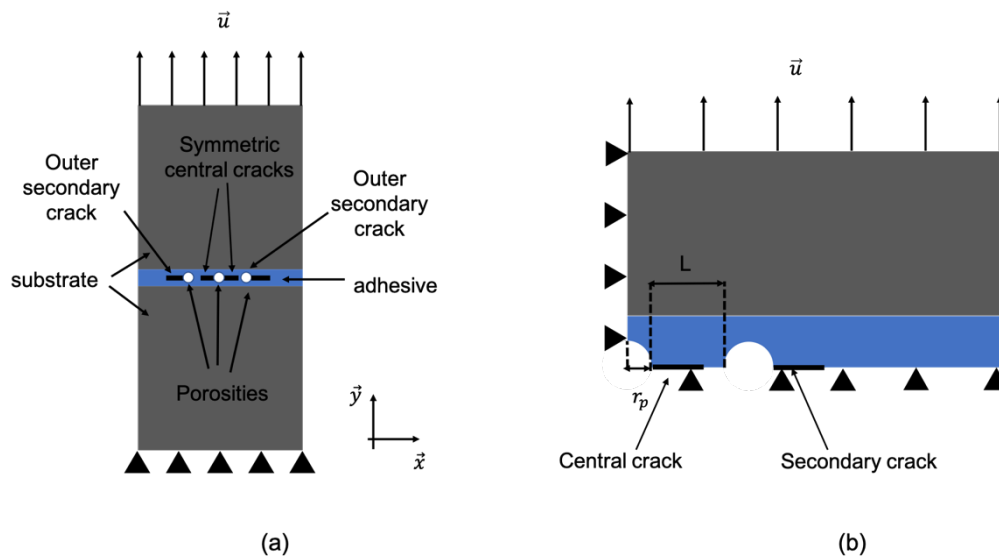 u⃗
Symmetric
central cracks
Outer
secondary
crack
Outer
secondary
crack
substrate
adhesive
Porosities
y⃗
x⃗
(a)
u⃗
L
r_p
Central crack
Secondary crack
(b)